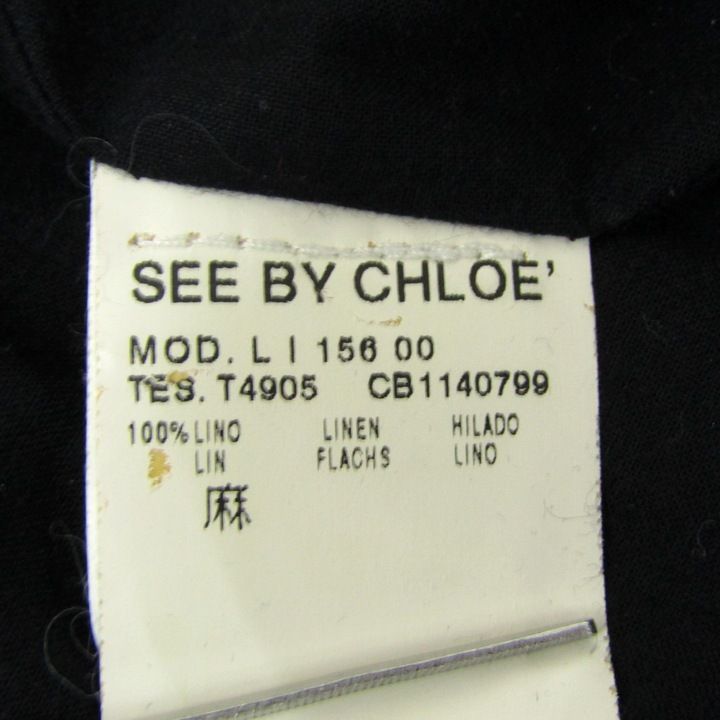 SEE BY CHLOE'
MOD. L I 156 00
TES. T4905 CB1140799
100% LINO LINEN HILADO
LIN FLACHS LINO
麻